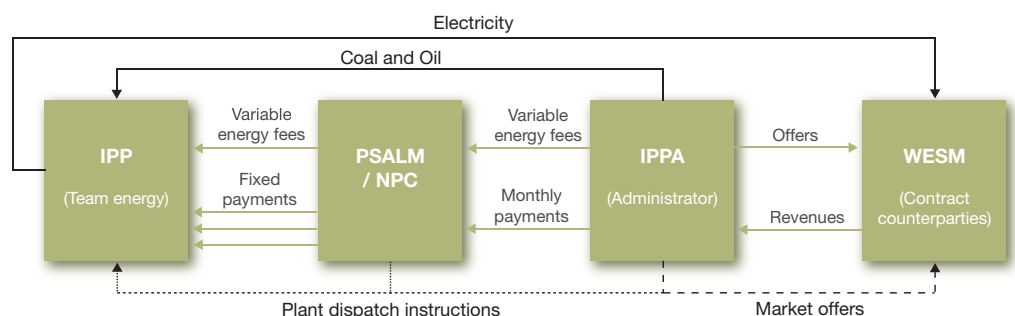 Electricity
Coal and Oil
IPP
(Team energy)
Variable
energy fees
Fixed
payments
PSALM
/ NPC
Variable
energy fees
Monthly
payments
IPPA
(Administrator)
Offers
Revenues
WESM
(Contract
counterparties)
Plant dispatch instructions
Market offers